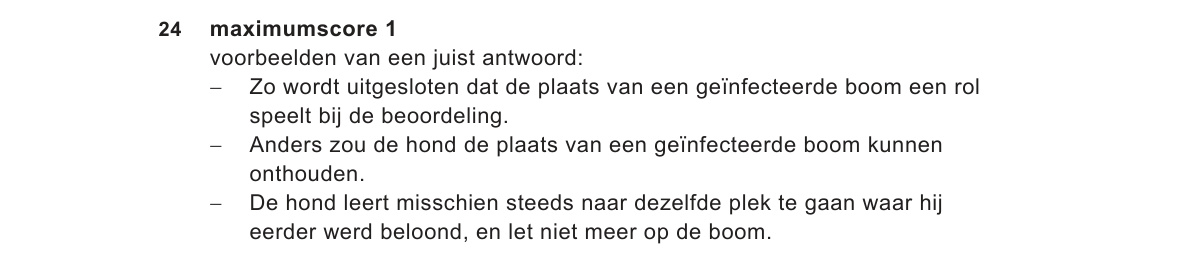 24 maximumscore 1
voorbeelden van een juist antwoord:
− Zo wordt uitgesloten dat de plaats van een geïnfecteerde boom een rol
speelt bij de beoordeling.
− Anders zou de hond de plaats van een geïnfecteerde boom kunnen
onthouden.
− De hond leert misschien steeds naar dezelfde plek te gaan waar hij
eerder werd beloond, en let niet meer op de boom.